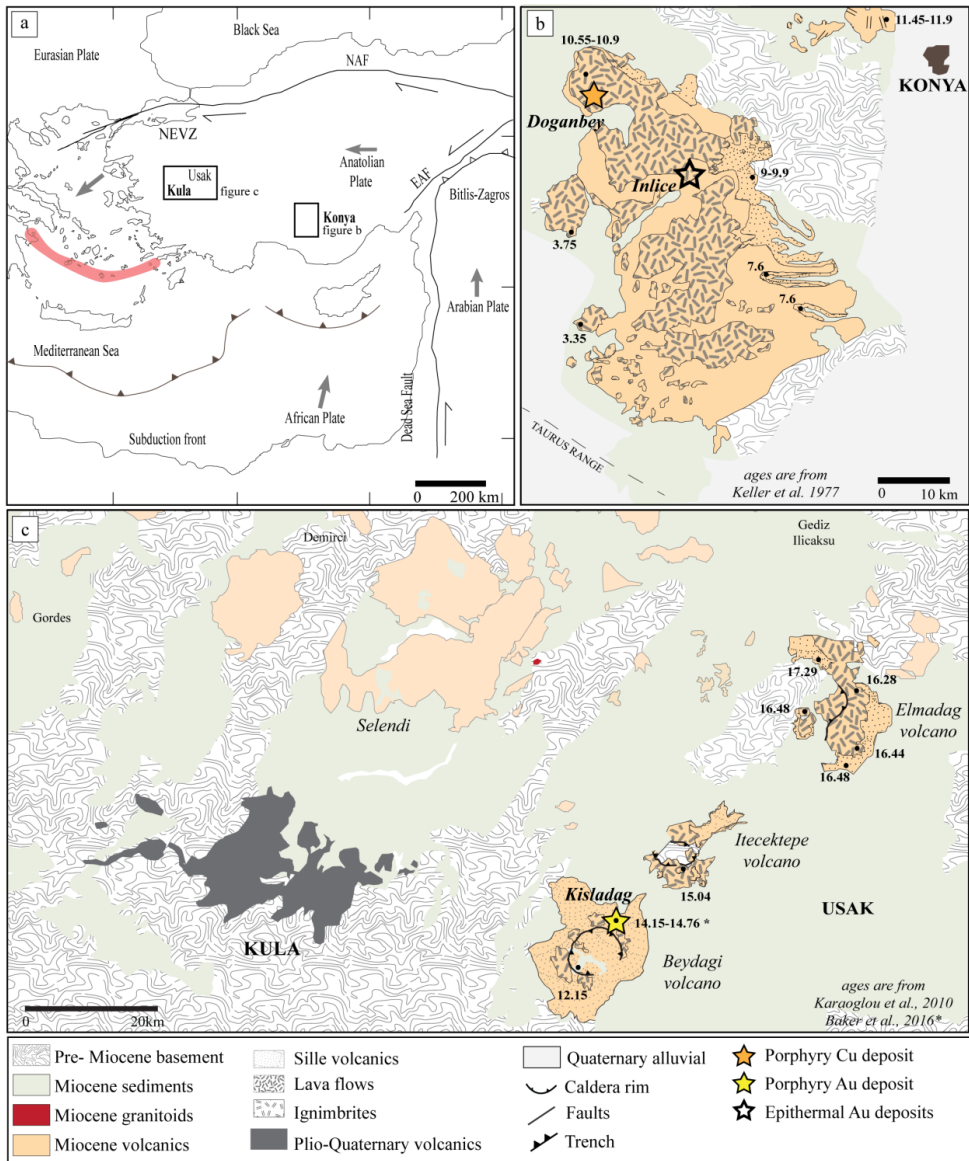 a
Black Sea
Eurasian Plate
NAF
NEVZ
Anatolian
Plate
Usak
Kula
figure c
EAF
Bitlis-Zagros
Konya
figure b
Arabian Plate
Mediterranean Sea
African Plate
Dead Sea Fault
Subduction front
0 200 km
b
11.45-11.9
10.55-10.9
KONYA
Doganbey
9-9.9
Inlice
3.75
7.6
7.6
3.35
TAURUS RANGE
ages are from
Keller et al. 1977
0 10 km
c
Demirci
Gediz
Ilicaksu
Gordes
17.29
16.28
Selendi
16.48
Elmadag
volcano
16.44
16.48
Itecektepe
volcano
Kisladag
15.04
USAK
14.15-14.76 *
KULA
Beydagi
volcano
12.15
ages are from
Karaoglou et al., 2010
Baker et al., 2016*
0 20km
Pre- Miocene basement
Miocene sediments
Miocene granitoids
Miocene volcanics
Sille volcanics
Lava flows
Ignimbrites
Plio-Quaternary volcanics
Quaternary alluvial
Caldera rim
Faults
Trench
Porphyry Cu deposit
Porphyry Au deposit
Epithermal Au deposits